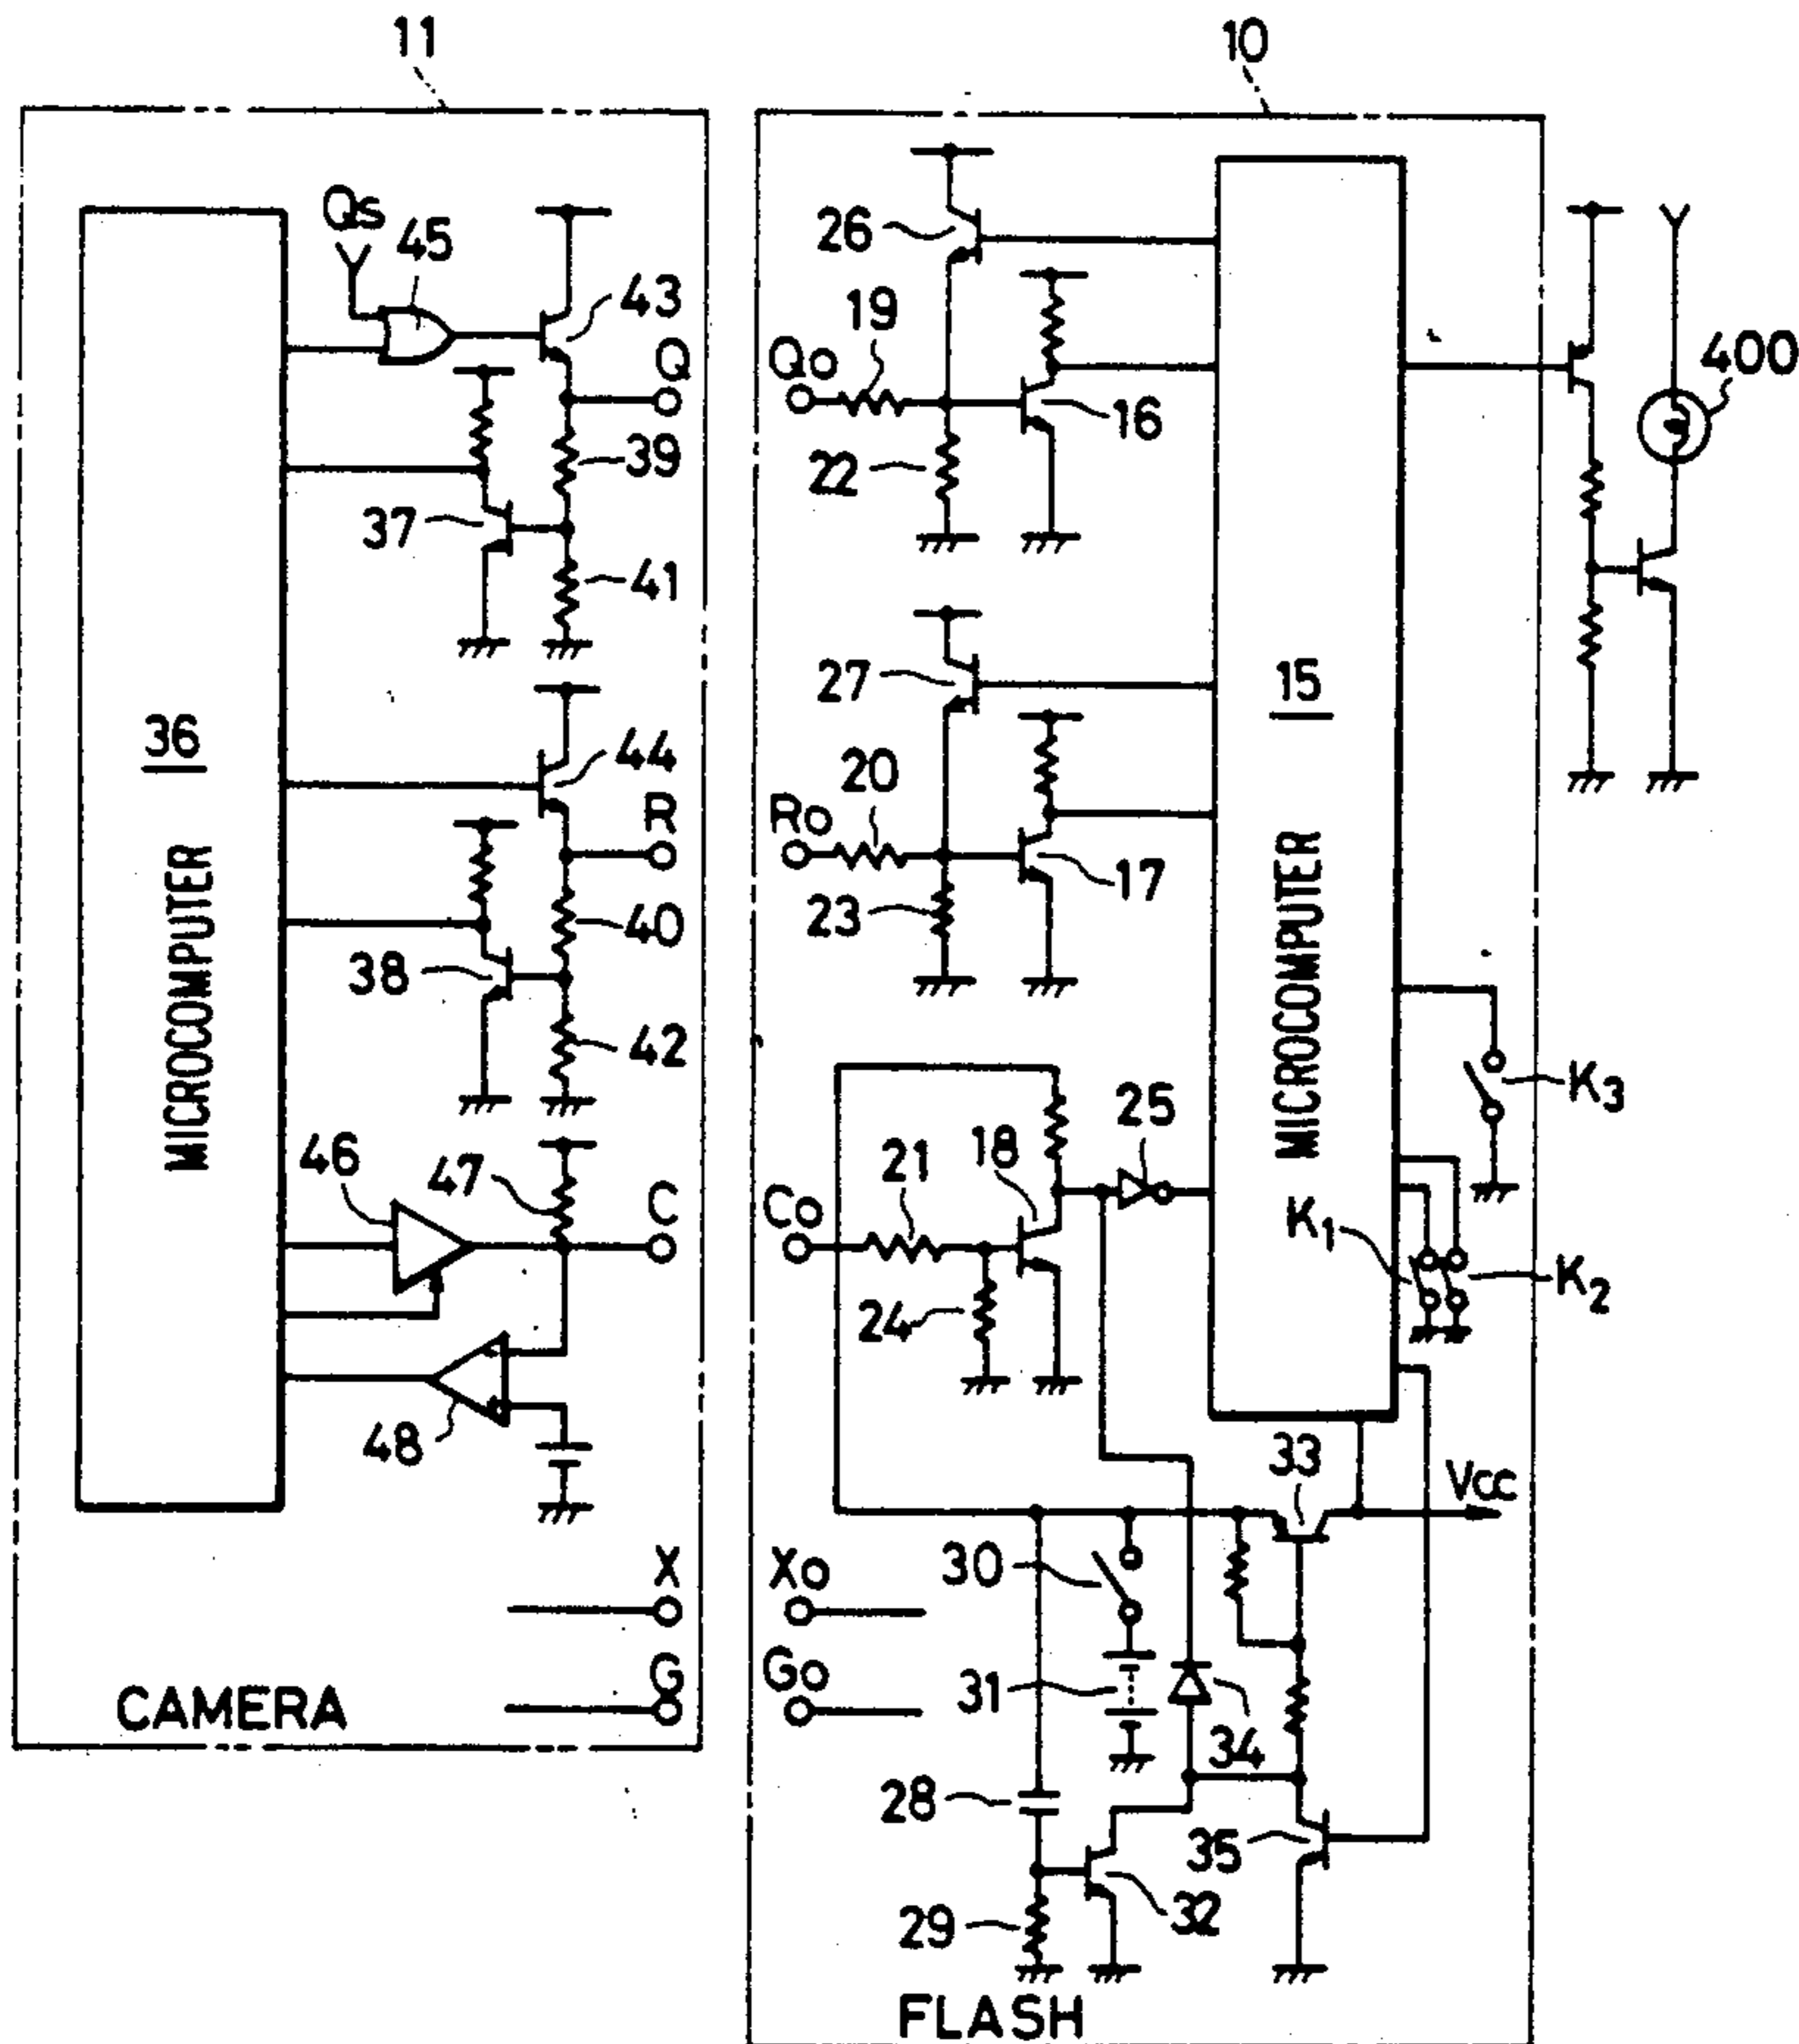 11
10
Qs
45
43
Q
39
37
41
36
MICROCOMPUTER
44
R
40
38
42
46
47
C
48
X
G
CAMERA
26
19
Qo
16
22
27
15
20
Ro
17
23
MICROCOMPUTER
400
K3
25
18
21
Co
K1
K2
24
33
Vcc
30
Xo
31
Go
34
28
35
29
32
FLASH